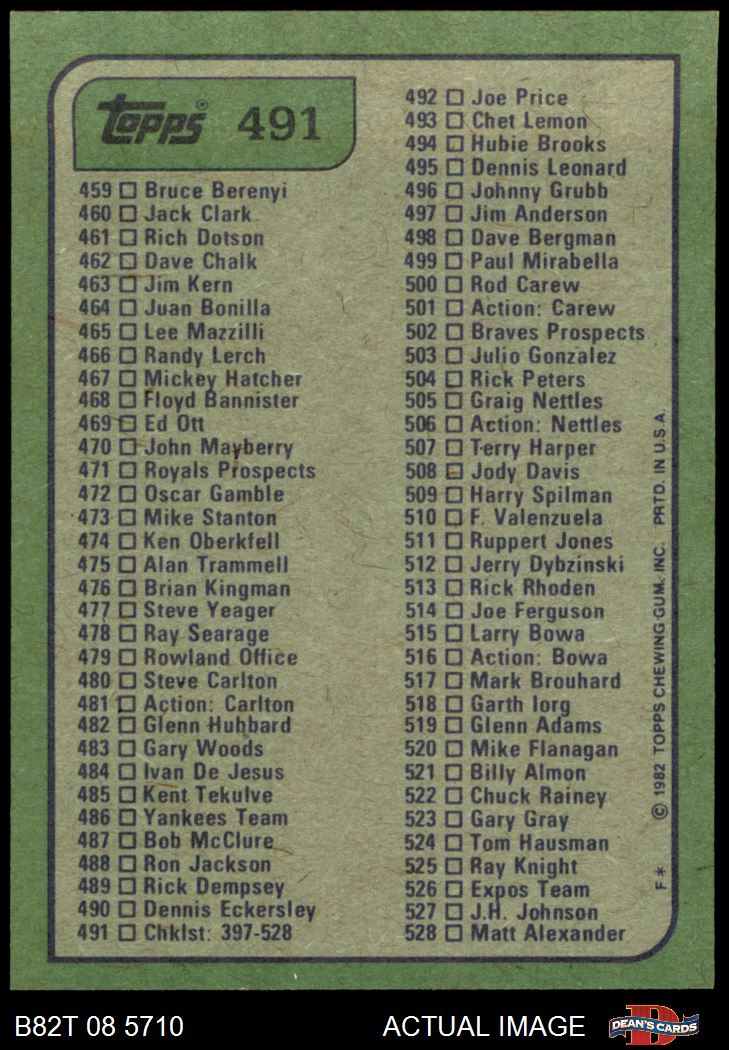 Topps® 491
459 □ Bruce Berenyi
460 □ Jack Clark
461 □ Rich Dotson
462 □ Dave Chalk
463 □ Jim Kern
464 □ Juan Bonilla
465 □ Lee Mazzilli
466 □ Randy Lerch
467 □ Mickey Hatcher
468 □ Floyd Bannister
469 □ Ed Ott
470 □ John Mayberry
471 □ Royals Prospects
472 □ Oscar Gamble
473 □ Mike Stanton
474 □ Ken Oberkfell
475 □ Alan Trammell
476 □ Brian Kingman
477 □ Steve Yeager
478 □ Ray Searage
479 □ Rowland Office
480 □ Steve Carlton
481 □ Action: Carlton
482 □ Glenn Hubbard
483 □ Gary Woods
484 □ Ivan De Jesus
485 □ Kent Tekulve
486 □ Yankees Team
487 □ Bob McClure
488 □ Ron Jackson
489 □ Rick Dempsey
490 □ Dennis Eckersley
491 □ Chklst: 397-528
492 □ Joe Price
493 □ Chet Lemon
494 □ Hubie Brooks
495 □ Dennis Leonard
496 □ Johnny Grubb
497 □ Jim Anderson
498 □ Dave Bergman
499 □ Paul Mirabella
500 □ Rod Carew
501 □ Action: Carew
502 □ Braves Prospects
503 □ Julio Gonzalez
504 □ Rick Peters
505 □ Graig Nettles
506 □ Action: Nettles
507 □ Terry Harper
508 □ Jody Davis
509 □ Harry Spilman
510 □ F. Valenzuela
511 □ Ruppert Jones
512 □ Jerry Dybzinski
513 □ Rick Rhoden
514 □ Joe Ferguson
515 □ Larry Bowa
516 □ Action: Bowa
517 □ Mark Brouhard
518 □ Garth Iorg
519 □ Glenn Adams
520 □ Mike Flanagan
521 □ Billy Almon
522 □ Chuck Rainey
523 □ Gary Gray
524 □ Tom Hausman
525 □ Ray Knight
526 □ Expos Team
527 □ J.H. Johnson
528 □ Matt Alexander
F* © 1982 TOPPS CHEWING GUM, INC. PRTD. IN U.S.A.
B82T 08 5710 ACTUAL IMAGE DEAN'S CARDS